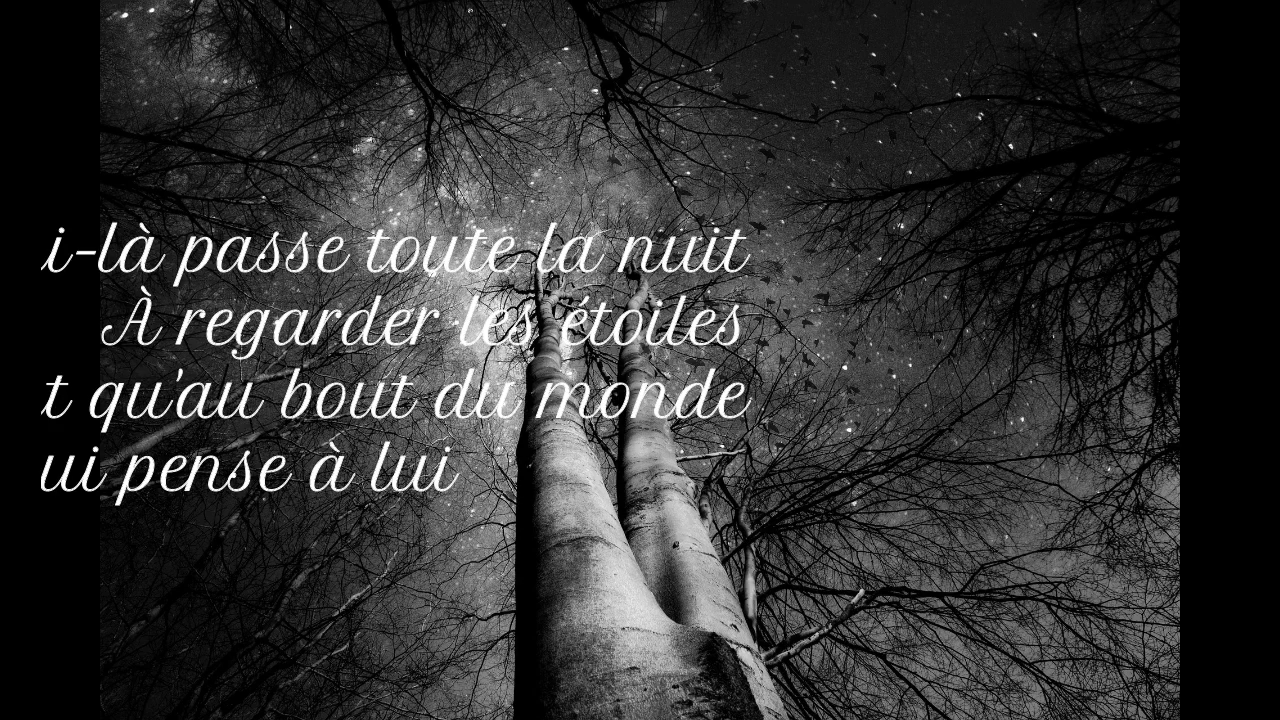 i-là passe toute la nuit
À regarder les étoiles
t qu'au bout du monde
ui pense à lui